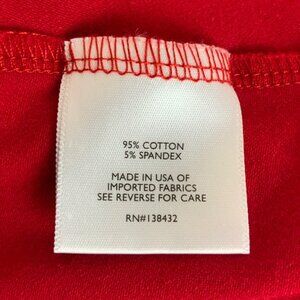 95% COTTON
5% SPANDEX
MADE IN USA OF
IMPORTED FABRICS
SEE REVERSE FOR CARE
RN#138432